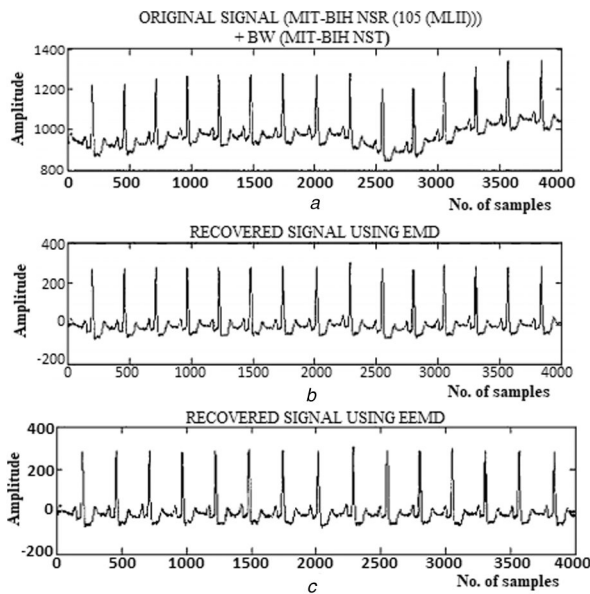 ORIGINAL SIGNAL (MIT-BIH NSR (105 (MLII)))
+ BW (MIT-BIH NST)
1400
1200
1000
800
Amplitude
0 500 1000 1500 2000 2500 3000 3500 4000
a
No. of samples
RECOVERED SIGNAL USING EMD
400
200
0
-200
Amplitude
0 500 1000 1500 2000 2500 3000 3500 4000
No. of samples
b
RECOVERED SIGNAL USING EEMD
400
200
0
-200
Amplitude
0 500 1000 1500 2000 2500 3000 3500 4000
No. of samples
c